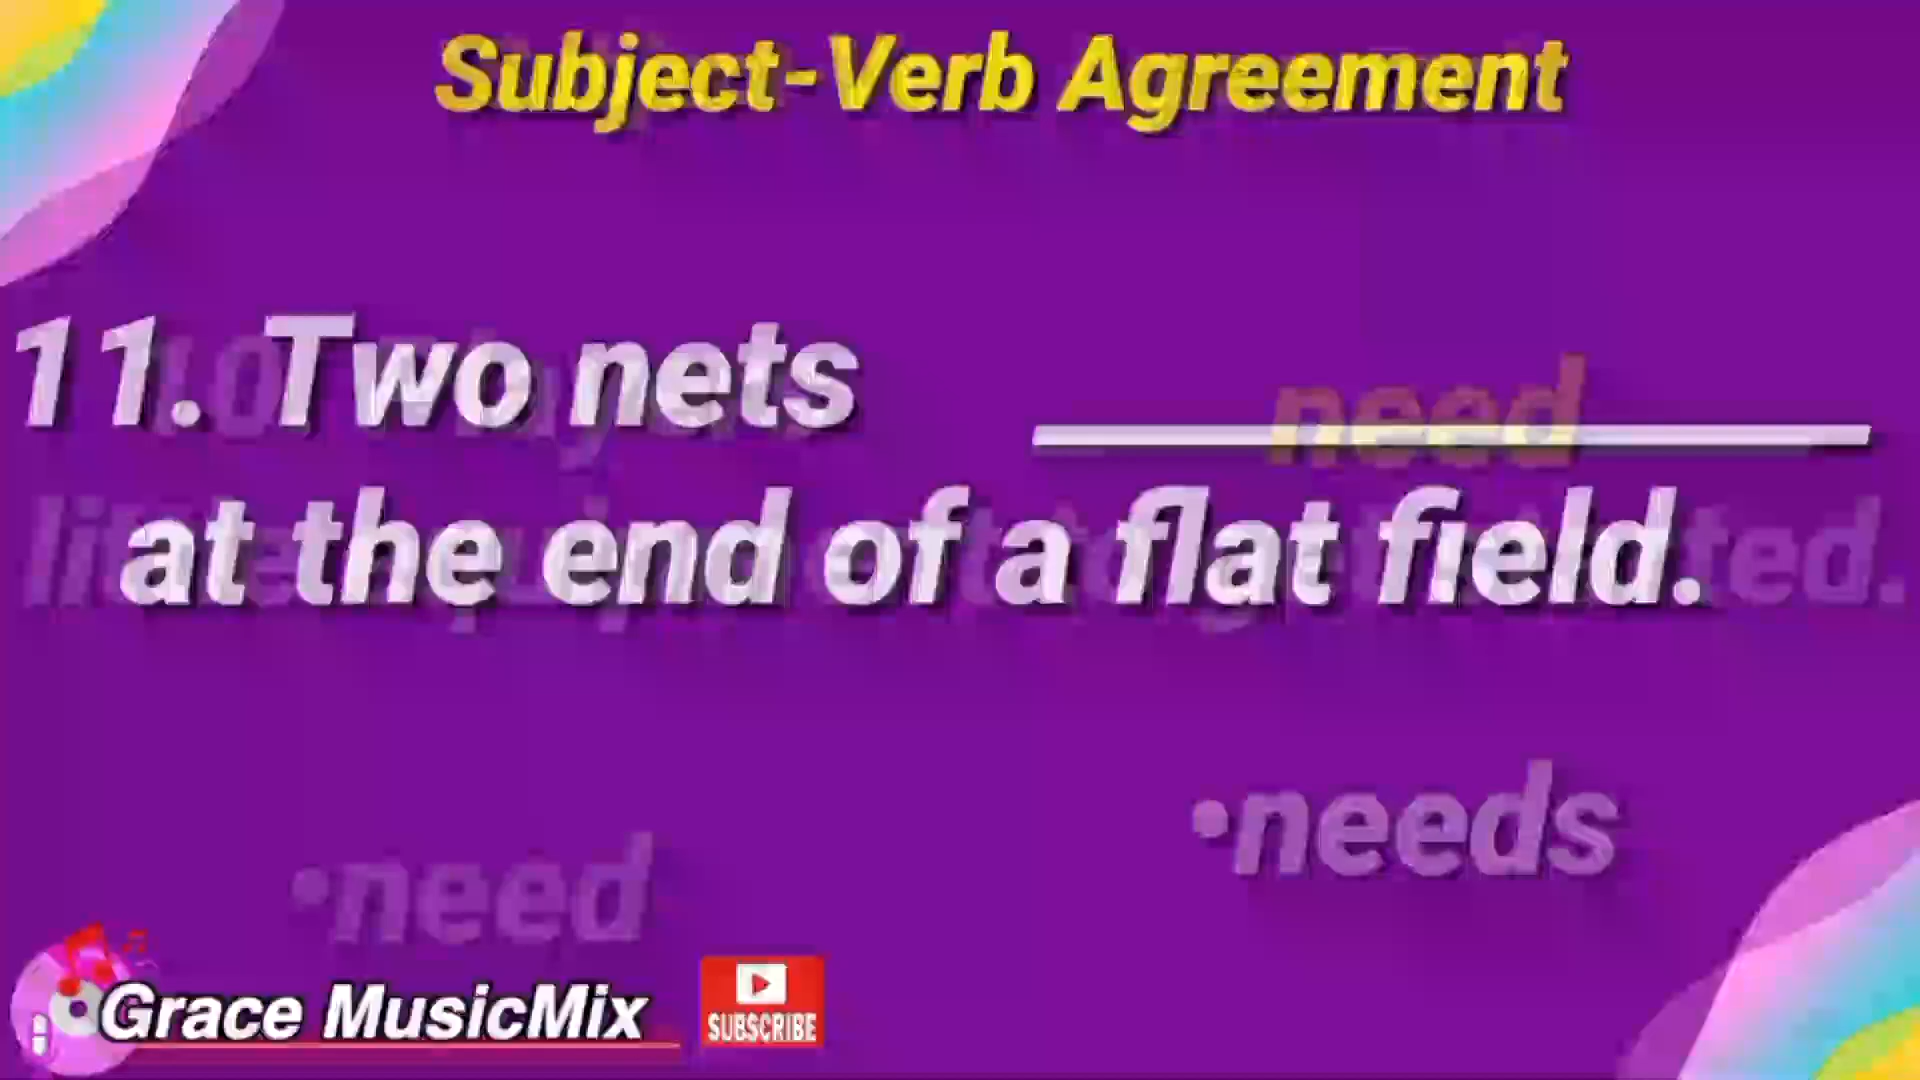 Subject-Verb Agreement
11. Two nets
need
at the end of a flat field.
•need
•needs
Grace MusicMix
SUBSCRIBE